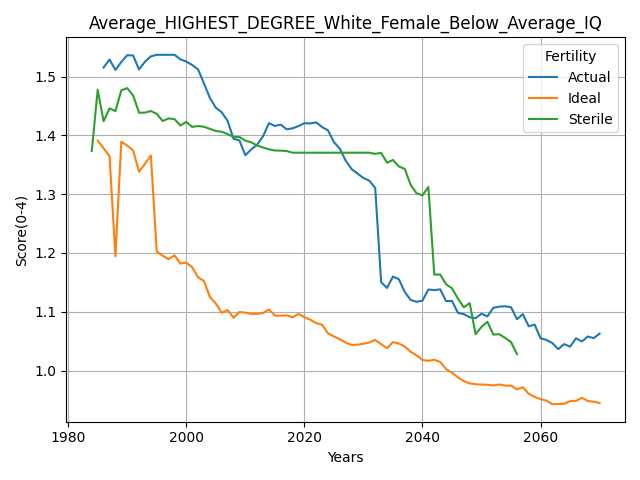 Average_HIGHEST_DEGREE_White_Female_Below_Average_IQ
Fertility
Actual
Ideal
Sterile
Score(0-4)
1.5
1.4
1.3
1.2
1.1
1.0
1980
2000
2020
2040
2060
Years